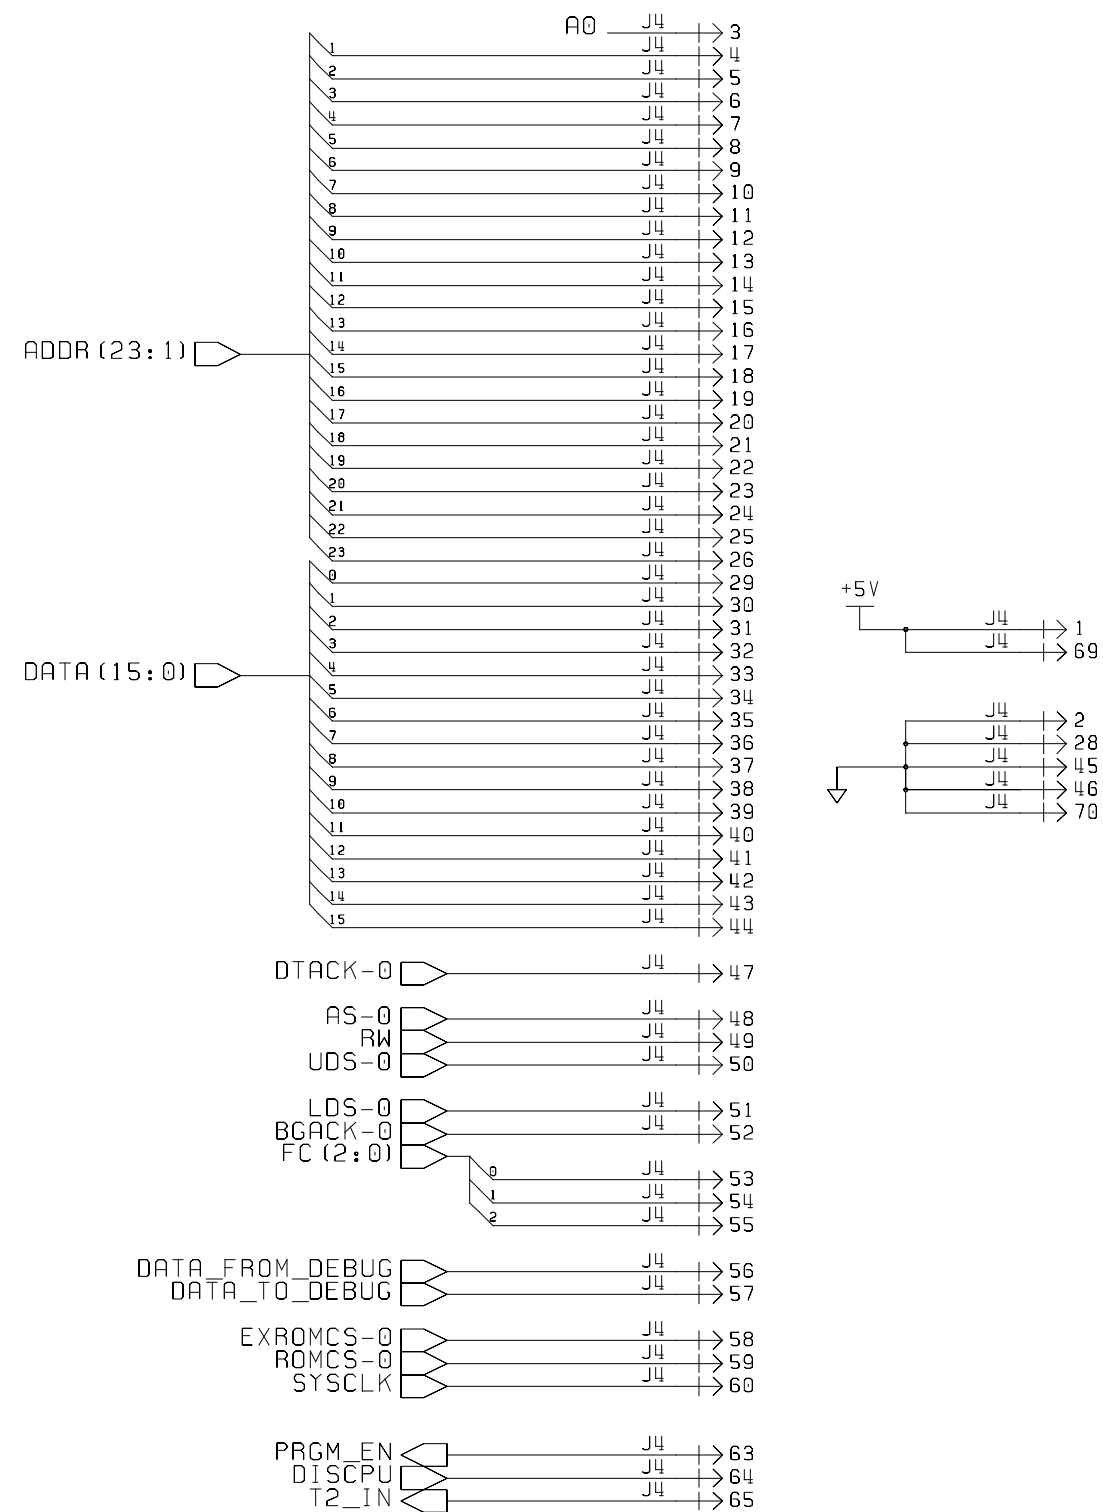 A0 J4 3
1 J4 4
2 J4 5
3 J4 6
4 J4 7
5 J4 8
6 J4 9
7 J4 10
8 J4 11
9 J4 12
10 J4 13
11 J4 14
12 J4 15
13 J4 16
ADDR(23:1) 14 J4 17
15 J4 18
16 J4 19
17 J4 20
18 J4 21
19 J4 22
20 J4 23
21 J4 24
22 J4 25
23 J4 26
0 J4 29
+5V
1 J4 30
2 J4 31 J4 1
3 J4 32 J4 69
DATA(15:0) 4 J4 33
5 J4 34
6 J4 35 J4 2
7 J4 36 J4 28
8 J4 37 J4 45
9 J4 38 J4 46
10 J4 39 J4 70
11 J4 40
12 J4 41
13 J4 42
14 J4 43
15 J4 44
DTACK-0 J4 47
AS-0 J4 48
RW J4 49
UDS-0 J4 50
LDS-0 J4 51
BGACK-0 J4 52
FC(2:0)
0 J4 53
1 J4 54
2 J4 55
DATA_FROM_DEBUG J4 56
DATA_TO_DEBUG J4 57
EXROMCS-0 J4 58
ROMCS-0 J4 59
SYSCLK J4 60
PRGM_EN J4 63
DISCPU J4 64
T2_IN J4 65